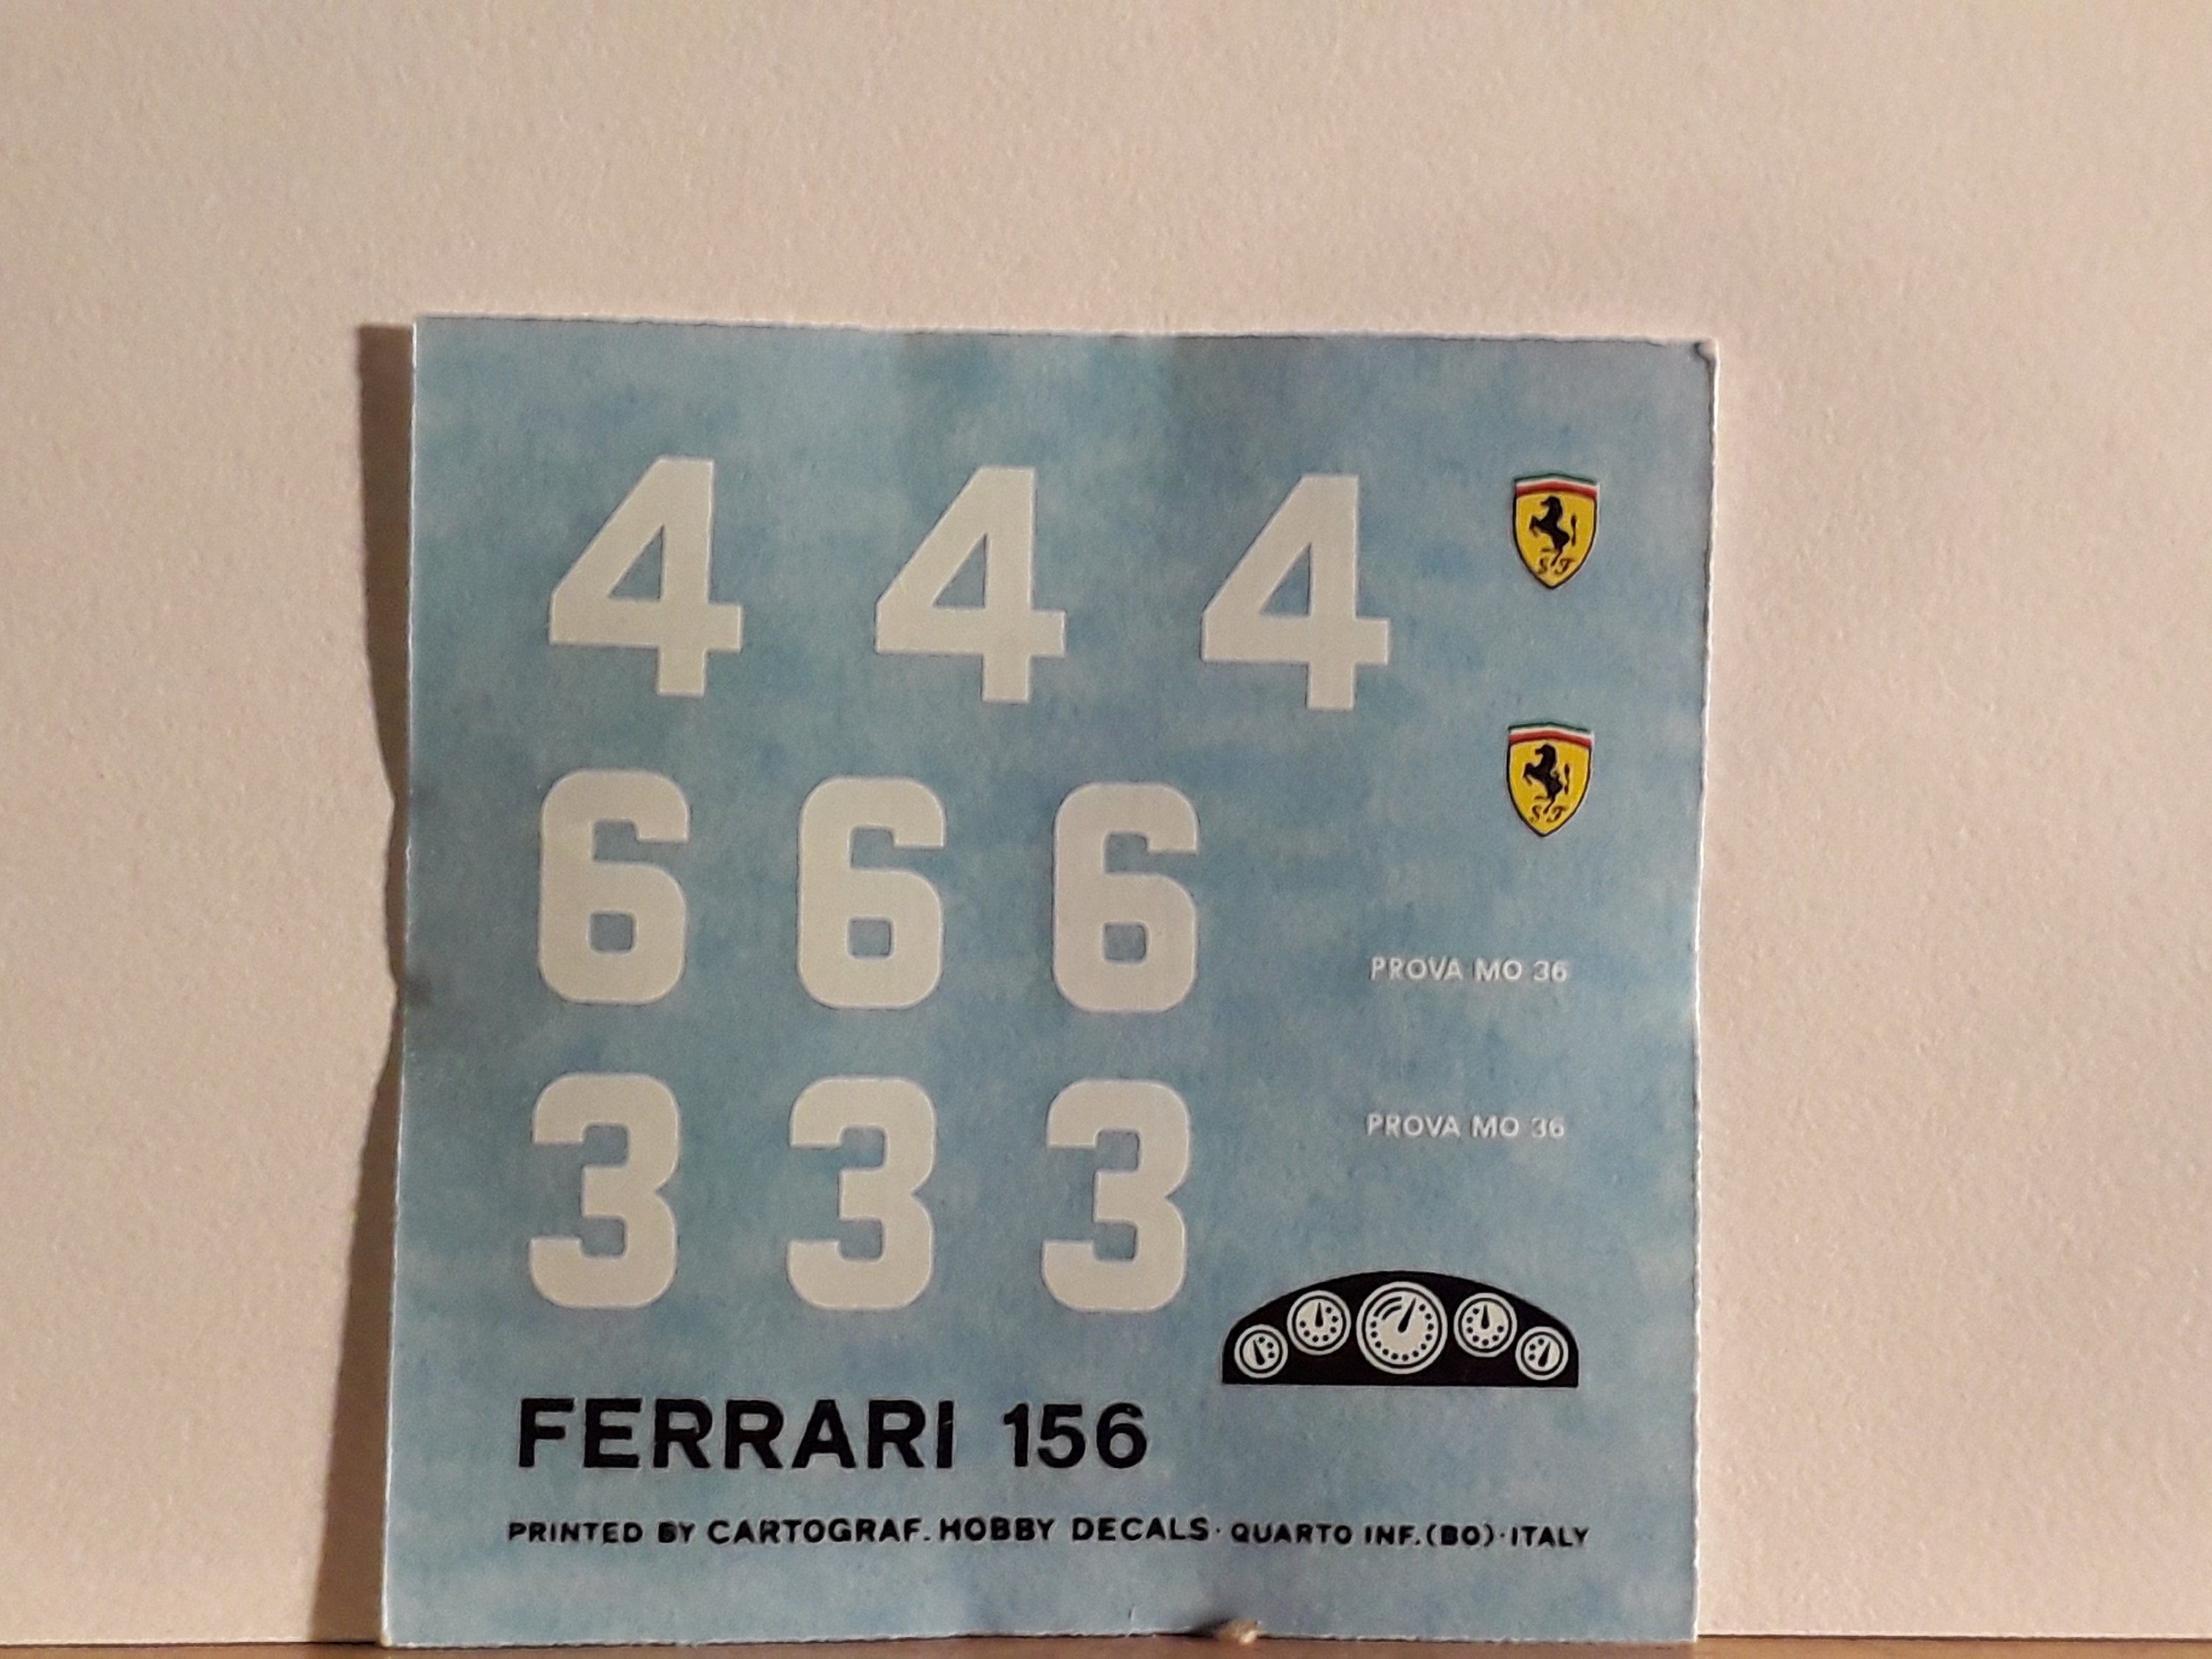 4 4 4
S F
S F
6 6 6
PROVA MO 36
3 3 3
PROVA MO 36
FERRARI 156
PRINTED BY CARTOGRAF. HOBBY DECALS · QUARTO INF. (BO) · ITALY